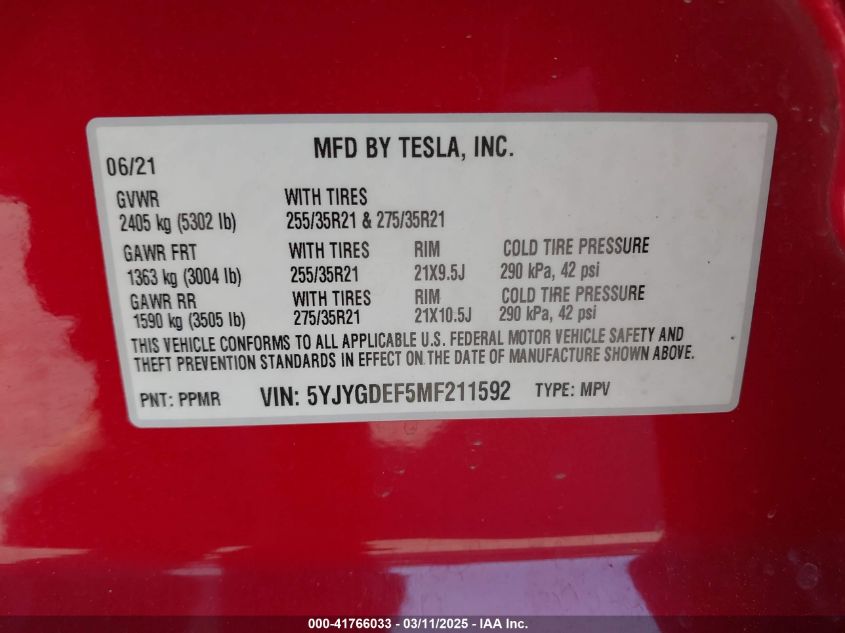 MFD BY TESLA, INC.
06/21
GVWR WITH TIRES
2405 kg (5302 lb) 255/35R21 & 275/35R21
GAWR FRT WITH TIRES RIM COLD TIRE PRESSURE
1363 kg (3004 lb) 255/35R21 21X9.5J 290 kPa, 42 psi
GAWR RR WITH TIRES RIM COLD TIRE PRESSURE
1590 kg (3505 lb) 275/35R21 21X10.5J 290 kPa, 42 psi
THIS VEHICLE CONFORMS TO ALL APPLICABLE U.S. FEDERAL MOTOR VEHICLE SAFETY AND
THEFT PREVENTION STANDARDS IN EFFECT ON THE DATE OF MANUFACTURE SHOWN ABOVE.
PNT: PPMR VIN: 5YJYGDEF5MF211592 TYPE: MPV
000-41766033 - 03/11/2025 - IAA Inc.